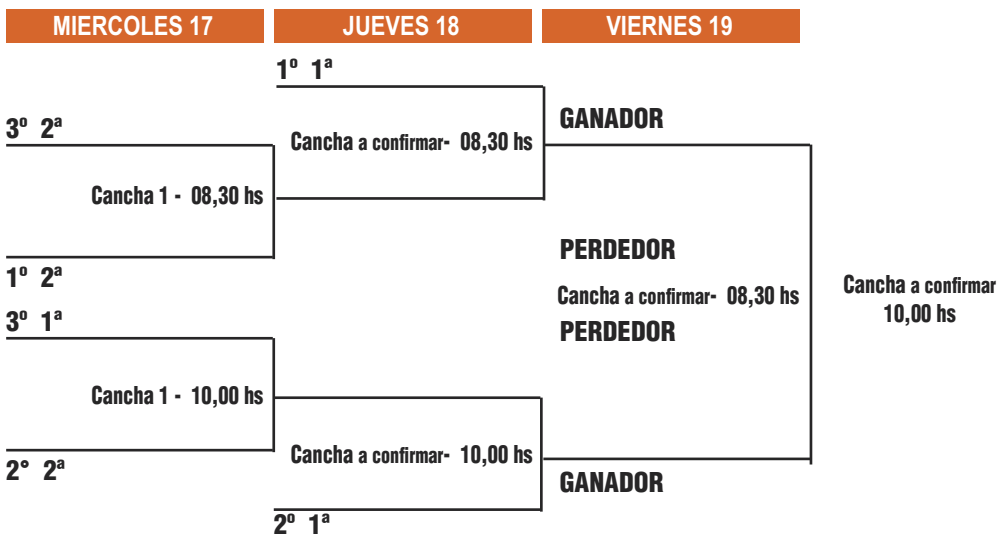 MIERCOLES 17
JUEVES 18
VIERNES 19
1º 1ª
3º 2ª
Cancha a confirmar- 08,30 hs
GANADOR
Cancha 1 - 08,30 hs
1º 2ª
PERDEDOR
Cancha a confirmar- 08,30 hs
PERDEDOR
Cancha a confirmar
10,00 hs
3º 1ª
Cancha 1 - 10,00 hs
2° 2ª
Cancha a confirmar- 10,00 hs
GANADOR
2º 1ª